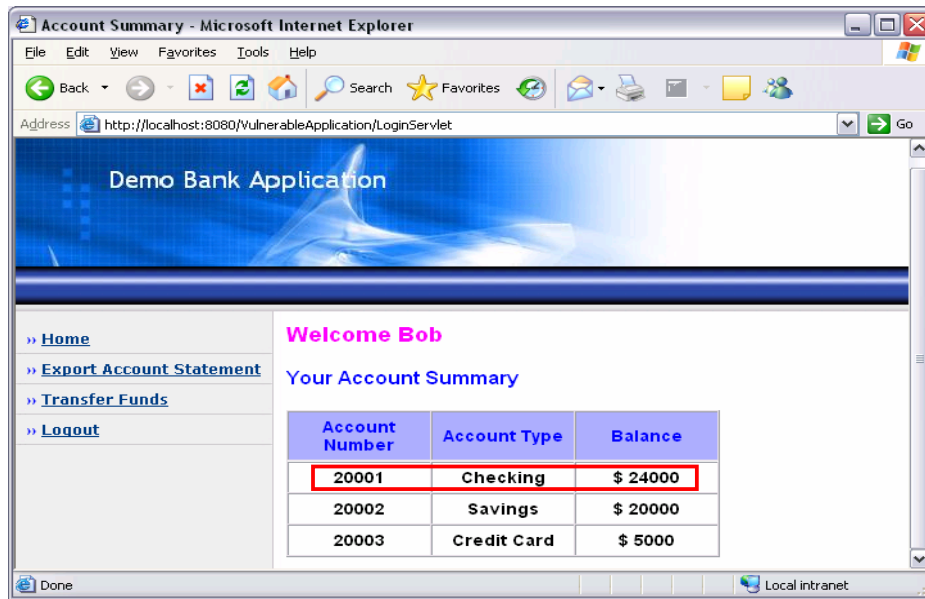 Account Summary - Microsoft Internet Explorer
File Edit View Favorites Tools Help
Back Search Favorites
Address http://localhost:8080/VulnerableApplication/LoginServlet Go
Demo Bank Application
» Home
» Export Account Statement
» Transfer Funds
» Logout
Welcome Bob
Your Account Summary
Account Number Account Type Balance
20001 Checking $ 24000
20002 Savings $ 20000
20003 Credit Card $ 5000
Done Local intranet